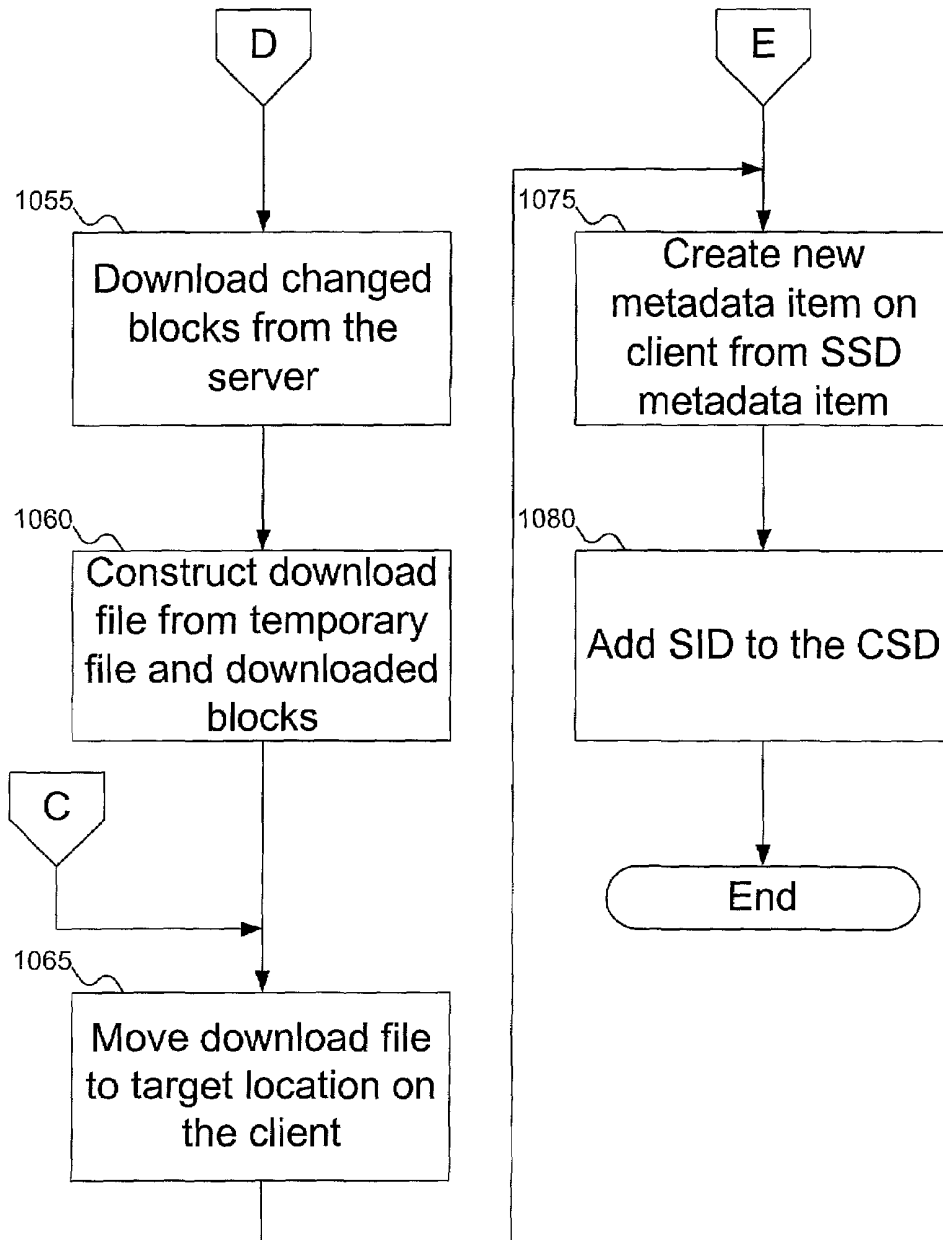 D
1055
Download changed
blocks from the
server
1060
Construct download
file from temporary
file and downloaded
blocks
C
1065
Move download file
to target location on
the client
E
1075
Create new
metadata item on
client from SSD
metadata item
1080
Add SID to the CSD
End